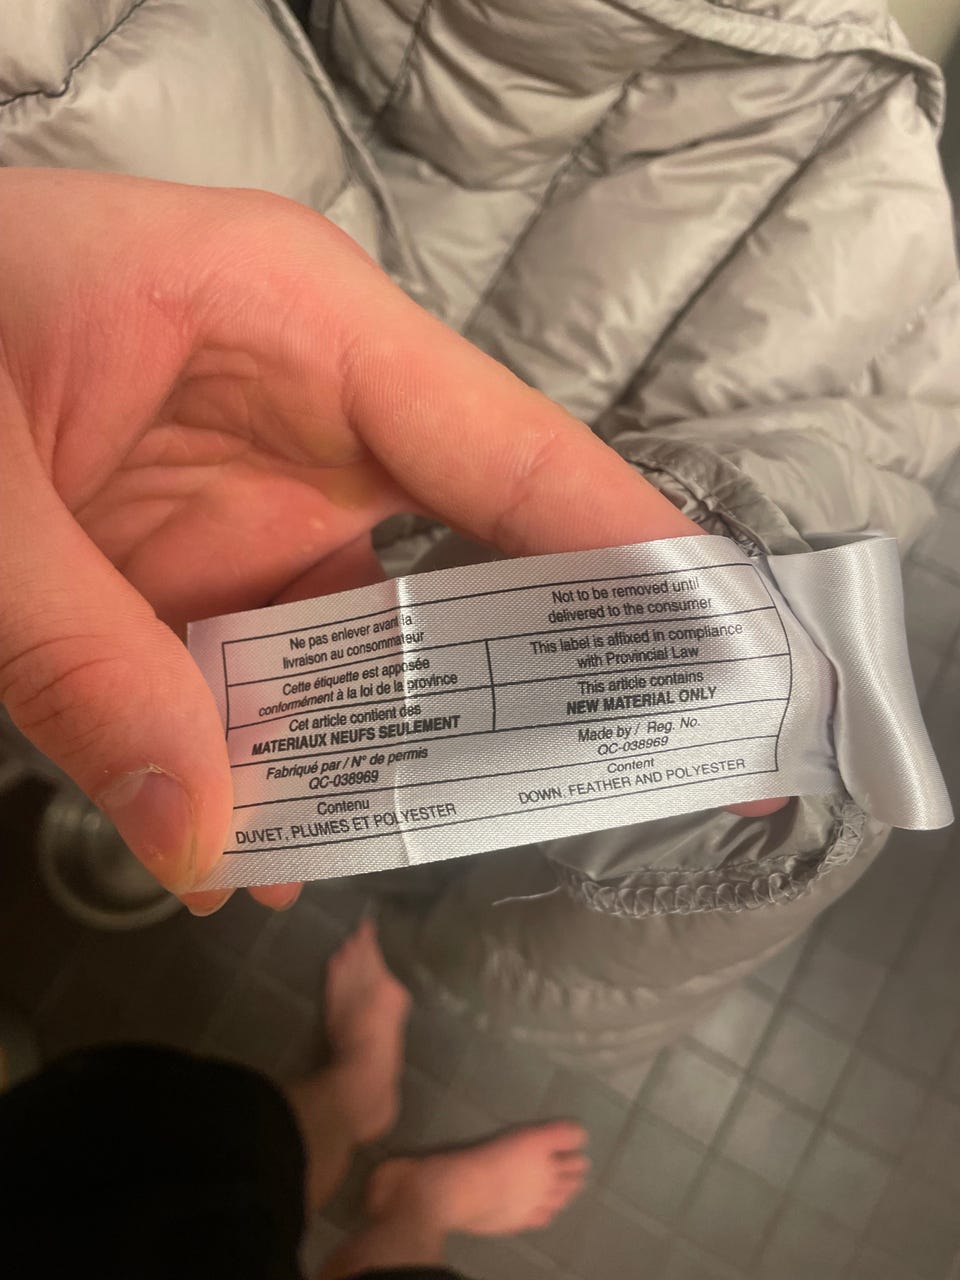 Ne pas enlever avant la
livraison au consommateur
Not to be removed until
delivered to the consumer
Cette étiquette est apposée
conformément à la loi de la province
This label is affixed in compliance
with Provincial Law
Cet article contient des
MATERIAUX NEUFS SEULEMENT
This article contains
NEW MATERIAL ONLY
Fabriqué par / N° de permis
QC-038969
Made by / Reg. No.
QC-038969
Contenu
DUVET, PLUMES ET POLYESTER
Content
DOWN, FEATHER AND POLYESTER